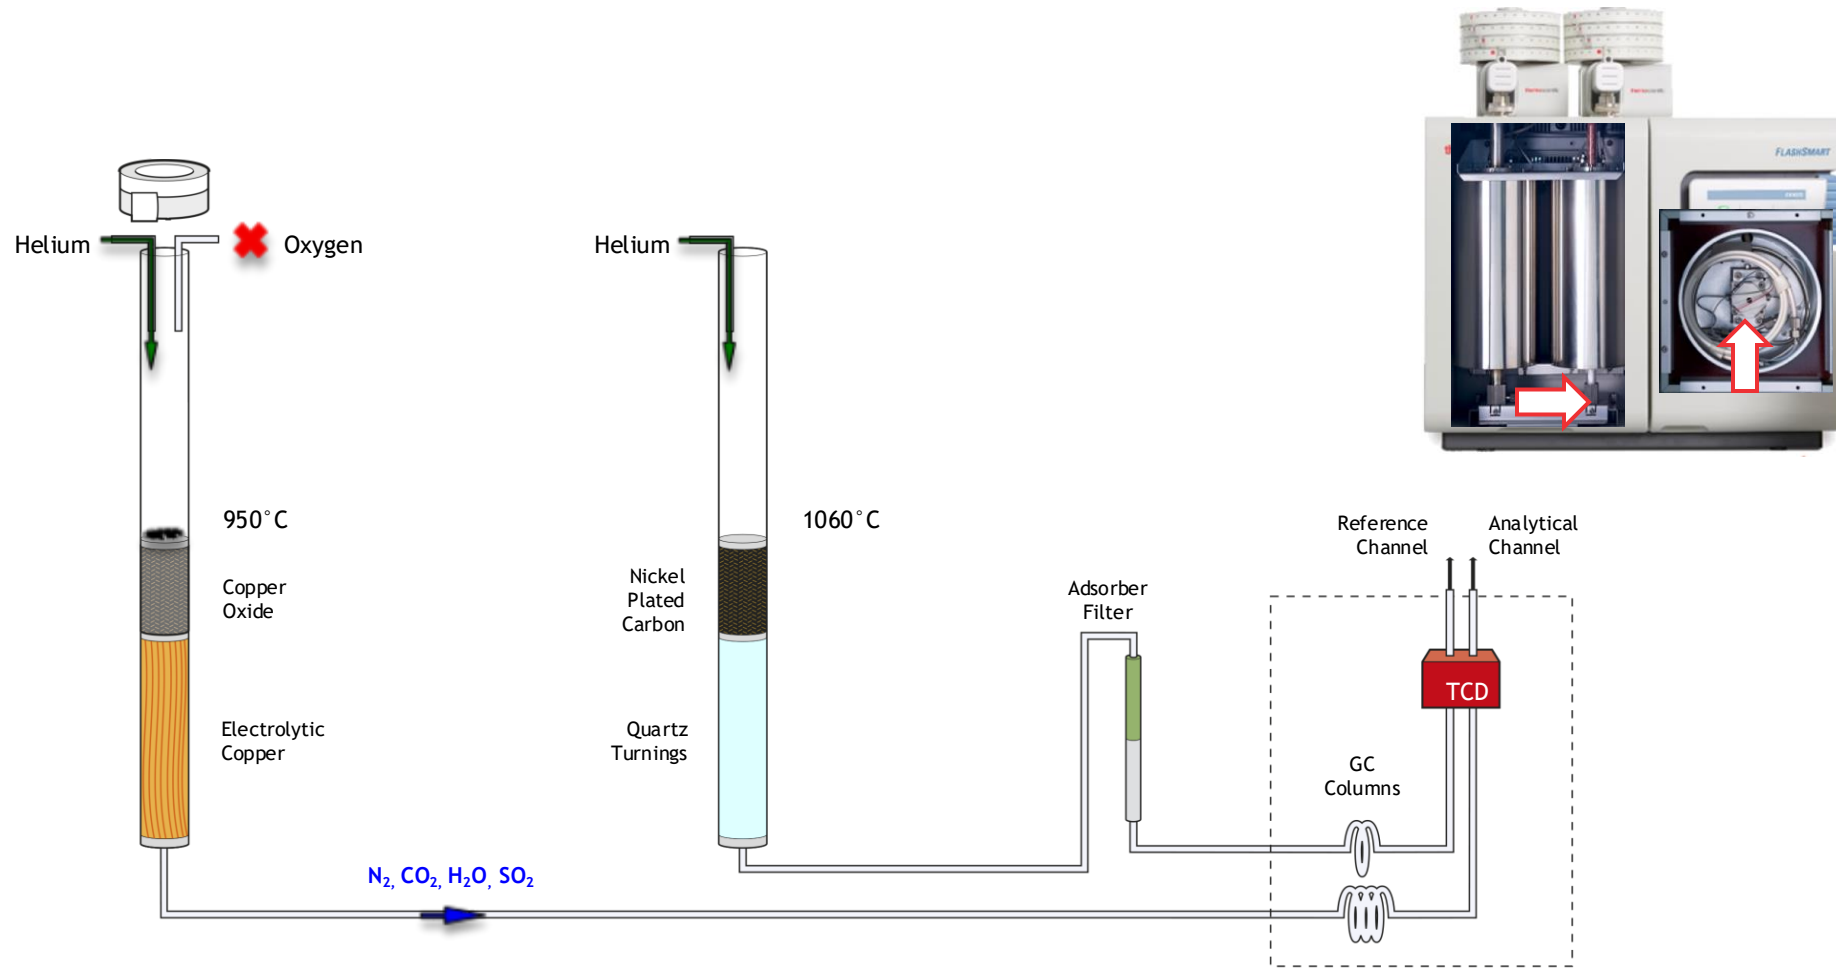 FLASHSMART
Helium
Oxygen
Helium
950°C
1060°C
Reference
Channel
Analytical
Channel
Copper
Oxide
Nickel
Plated
Carbon
Adsorber
Filter
TCD
Electrolytic
Copper
Quartz
Turnings
GC
Columns
N₂, CO₂, H₂O, SO₂